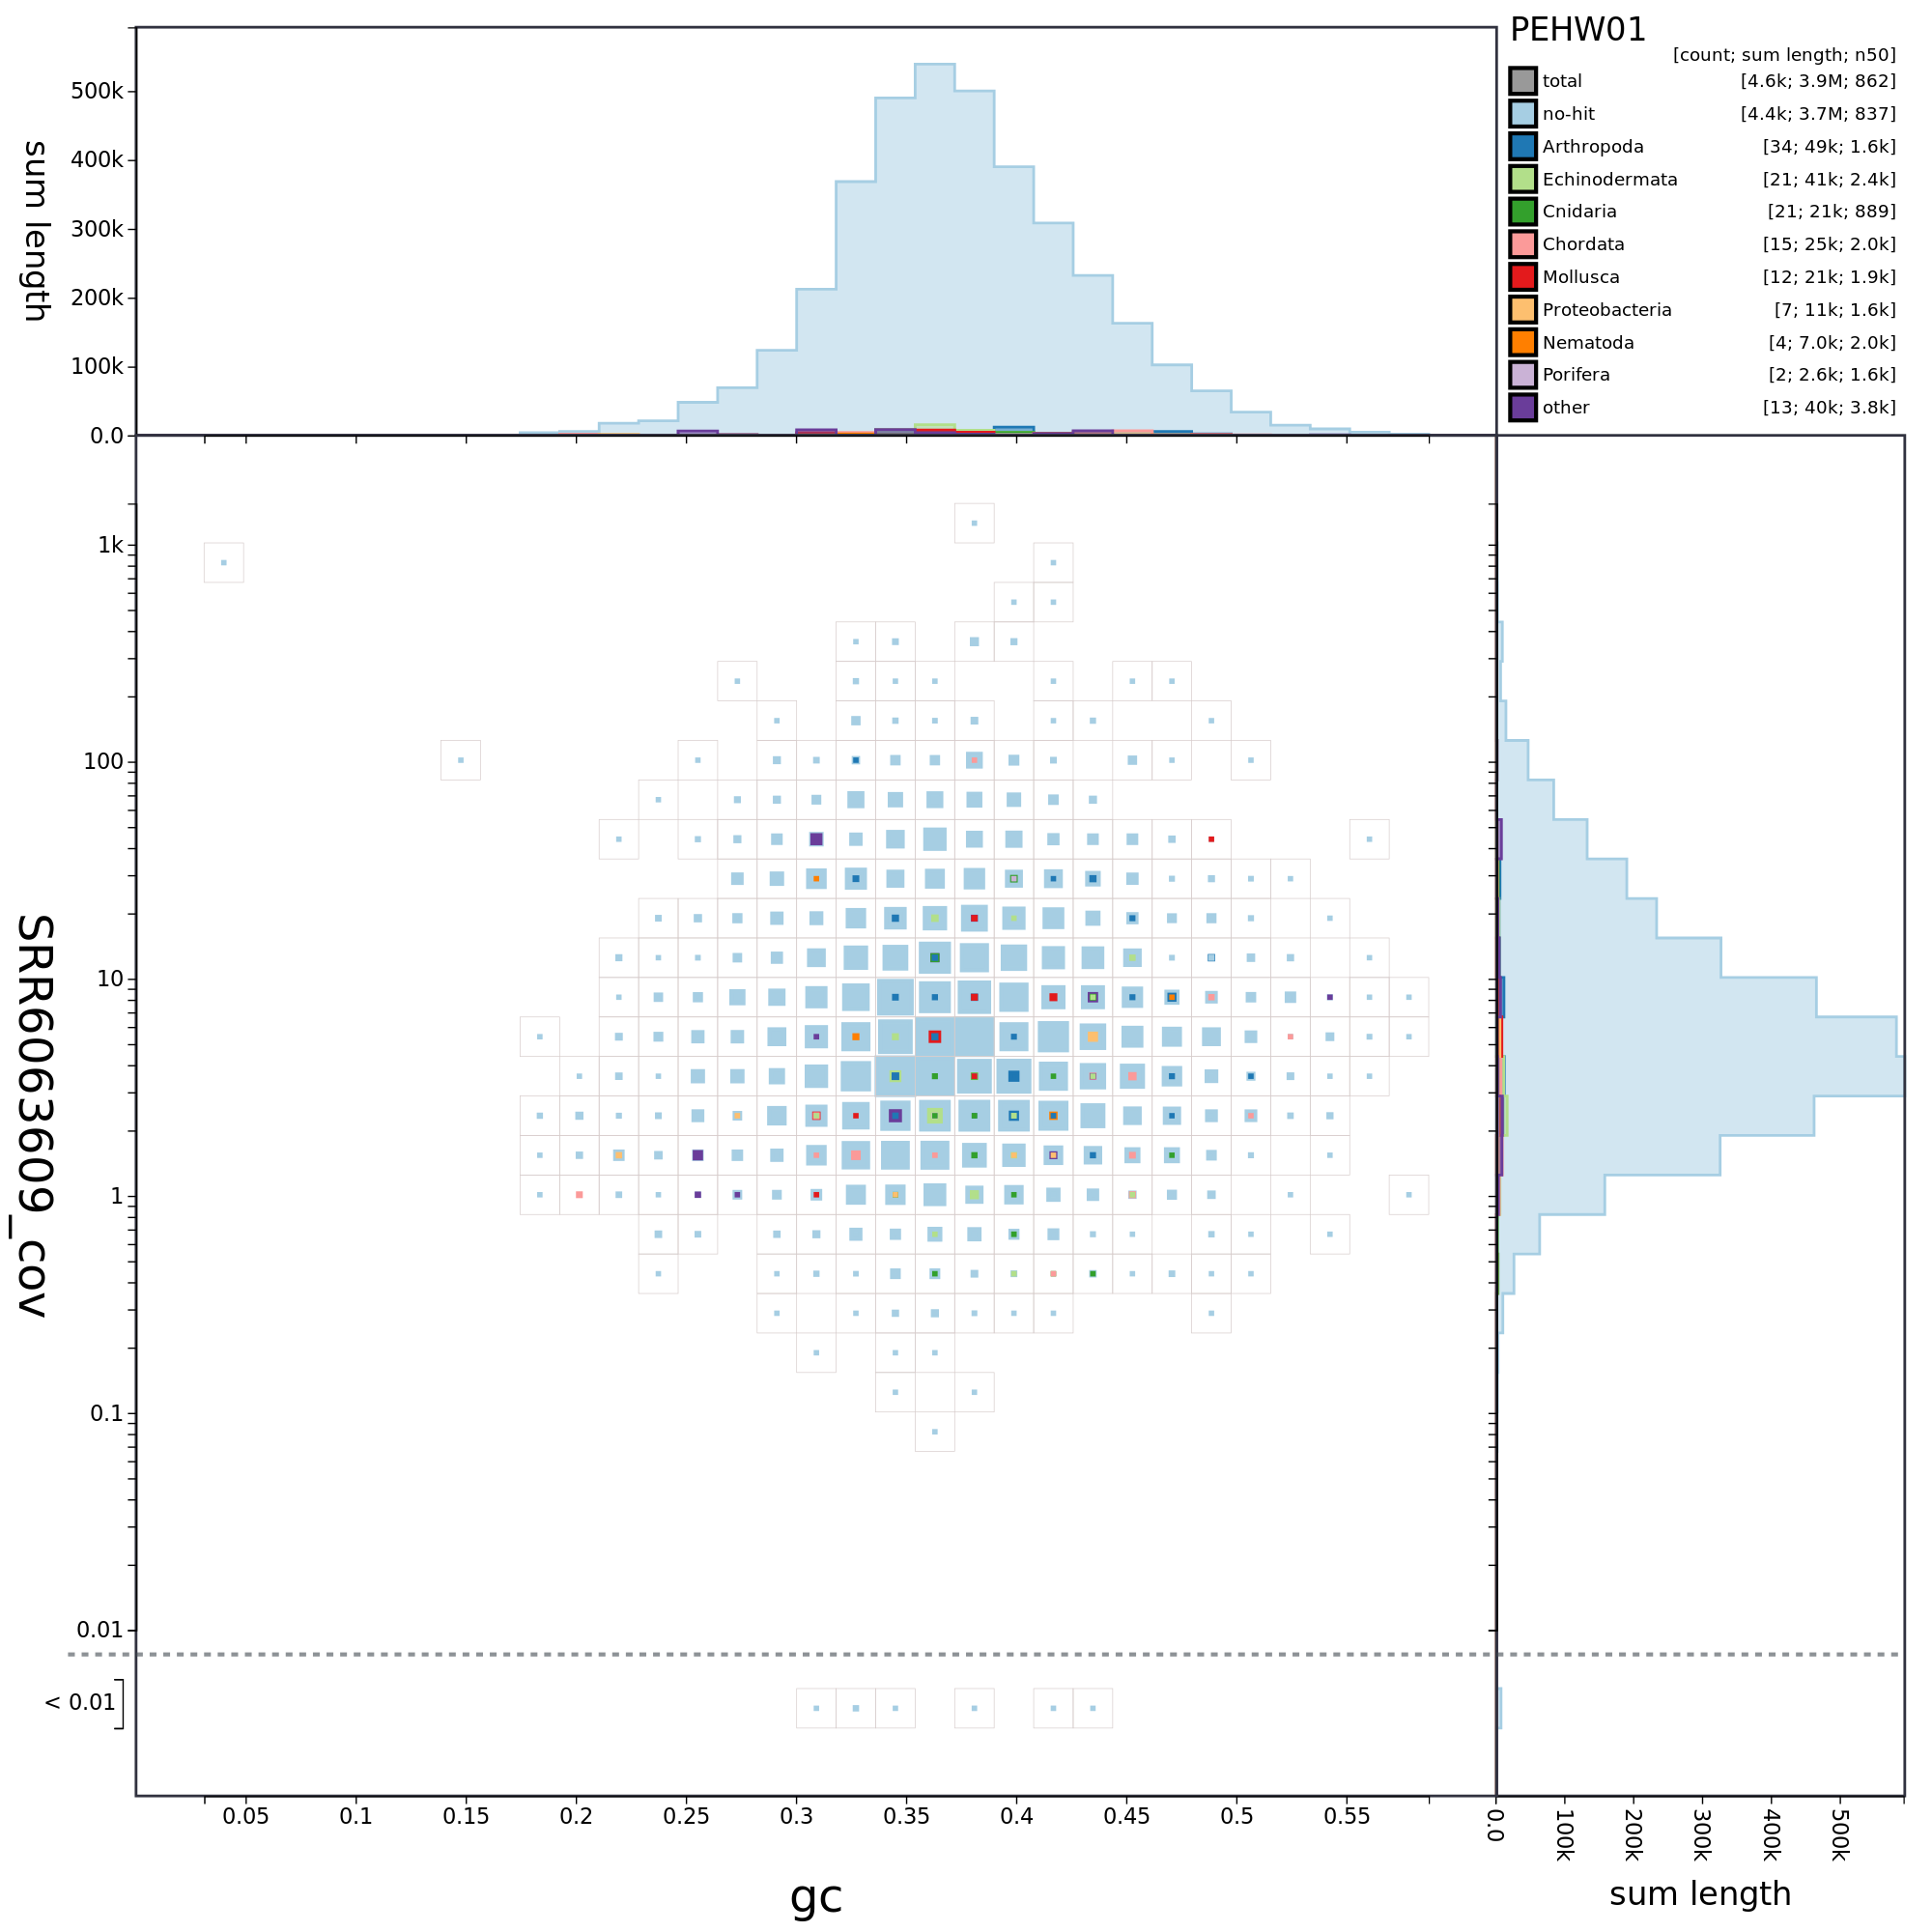 PEHW01
[count; sum length; n50]
total [4.6k; 3.9M; 862]
no-hit [4.4k; 3.7M; 837]
Arthropoda [34; 49k; 1.6k]
Echinodermata [21; 41k; 2.4k]
Cnidaria [21; 21k; 889]
Chordata [15; 25k; 2.0k]
Mollusca [12; 21k; 1.9k]
Proteobacteria [7; 11k; 1.6k]
Nematoda [4; 7.0k; 2.0k]
Porifera [2; 2.6k; 1.6k]
other [13; 40k; 3.8k]
sum length
500k
400k
300k
200k
100k
0.0
SRR6063609_cov
1k
100
10
1
0.1
0.01
< 0.01
0.05 0.1 0.15 0.2 0.25 0.3 0.35 0.4 0.45 0.5 0.55
gc
0.0 100k 200k 300k 400k 500k
sum length